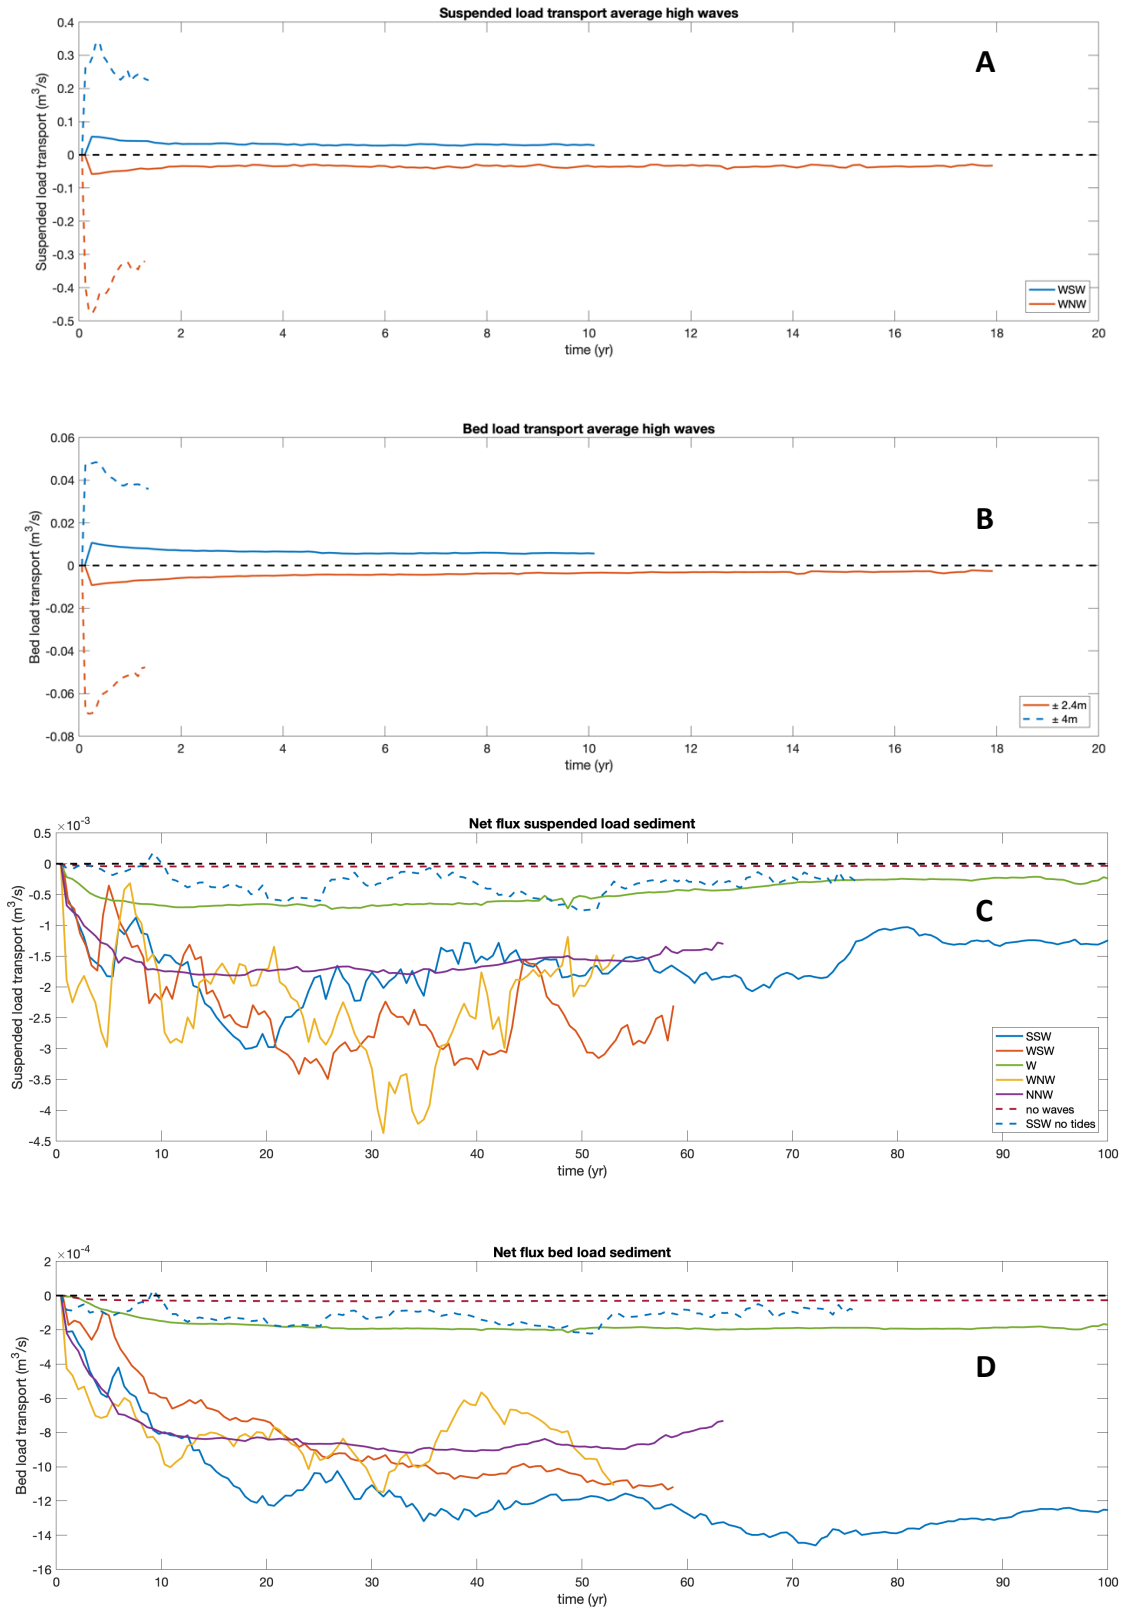 Suspended load transport average high waves
0.4
0.3
0.2
0.1
0
-0.1
-0.2
-0.3
-0.4
-0.5
Suspended load transport (m³/s)
A
WSW
WNW
0 2 4 6 8 10 12 14 16 18 20
time (yr)
Bed load transport average high waves
0.06
0.04
0.02
0
-0.02
-0.04
-0.06
-0.08
Bed load transport (m³/s)
B
± 2.4m
± 4m
0 2 4 6 8 10 12 14 16 18 20
time (yr)
Net flux suspended load sediment
×10⁻³
0.5
0
-0.5
-1
-1.5
-2
-2.5
-3
-3.5
-4
-4.5
Suspended load transport (m³/s)
C
SSW
WSW
W
WNW
NNW
no waves
SSW no tides
0 10 20 30 40 50 60 70 80 90 100
time (yr)
Net flux bed load sediment
×10⁻⁴
2
0
-2
-4
-6
-8
-10
-12
-14
-16
Bed load transport (m³/s)
D
0 10 20 30 40 50 60 70 80 90 100
time (yr)